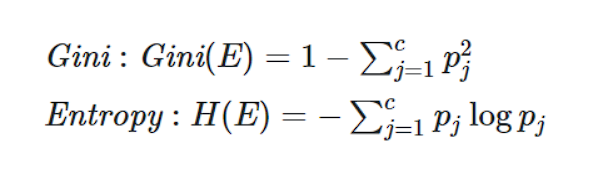 Gini : Gini(E) = 1 − ∑_{j=1}^{c} p_j^2
Entropy : H(E) = − ∑_{j=1}^{c} p_j log p_j